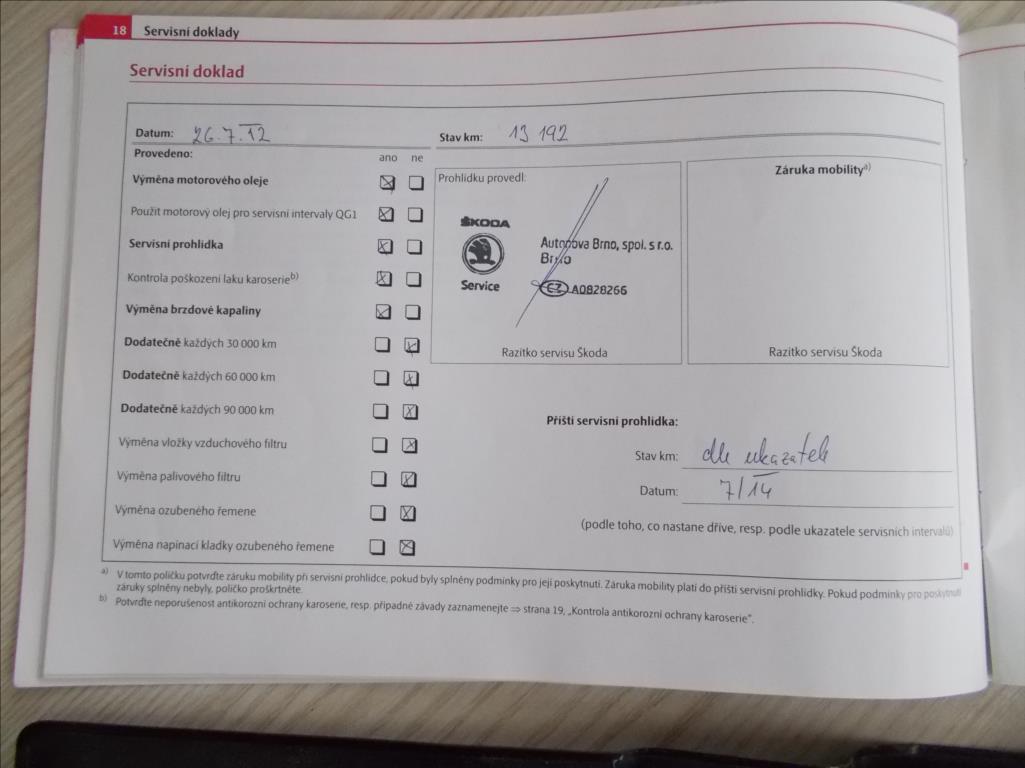 18 Servisní doklady
Servisní doklad
Datum: 26.7.12 Stav km: 13 192
Provedeno: ano ne
Výměna motorového oleje
Použit motorový olej pro servisní intervaly QG1
Servisní prohlídka
Kontrola poškození laku karoserie b)
Výměna brzdové kapaliny
Dodatečně každých 30 000 km
Dodatečně každých 60 000 km
Dodatečně každých 90 000 km
Výměna vložky vzduchového filtru
Výměna palivového filtru
Výměna ozubeného řemene
Výměna napínací kladky ozubeného řemene
Prohlídku provedl:
ŠKODA
Service
Autonova Brno, spol. s r.o.
Brno
CZ A0828266
Razítko servisu Škoda
Záruka mobility a)
Razítko servisu Škoda
Příští servisní prohlídka:
Stav km: dle ukazatele
Datum: 7/14
(podle toho, co nastane dříve, resp. podle ukazatele servisních intervalů)
a) V tomto políčku potvrďte záruku mobility při servisní prohlídce, pokud byly splněny podmínky pro její poskytnutí. Záruka mobility platí do příští servisní prohlídky. Pokud podmínky pro poskytnutí
záruky splněny nebyly, políčko proškrtněte.
b) Potvrďte neporušenost antikorozní ochrany karoserie, resp. případné závady zaznamenejte ⇒ strana 19, „Kontrola antikorozní ochrany karoserie“.